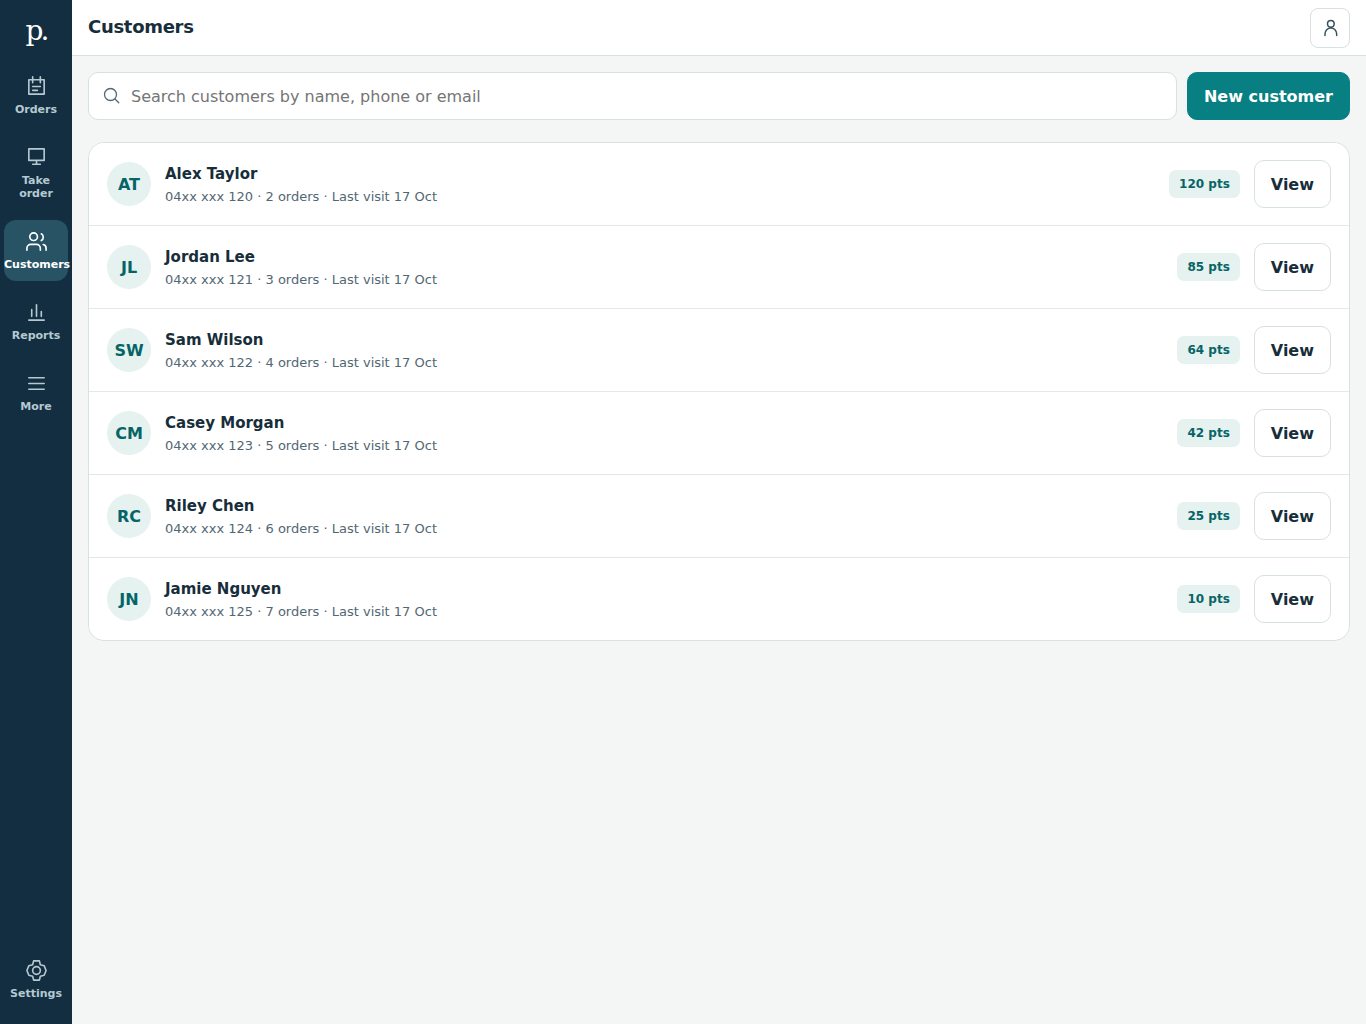 p.
Customers
Orders
Take
order
Customers
Reports
More
Settings
Search customers by name, phone or email
New customer
AT
Alex Taylor
04xx xxx 120 · 2 orders · Last visit 17 Oct
120 pts
View
JL
Jordan Lee
04xx xxx 121 · 3 orders · Last visit 17 Oct
85 pts
View
SW
Sam Wilson
04xx xxx 122 · 4 orders · Last visit 17 Oct
64 pts
View
CM
Casey Morgan
04xx xxx 123 · 5 orders · Last visit 17 Oct
42 pts
View
RC
Riley Chen
04xx xxx 124 · 6 orders · Last visit 17 Oct
25 pts
View
JN
Jamie Nguyen
04xx xxx 125 · 7 orders · Last visit 17 Oct
10 pts
View